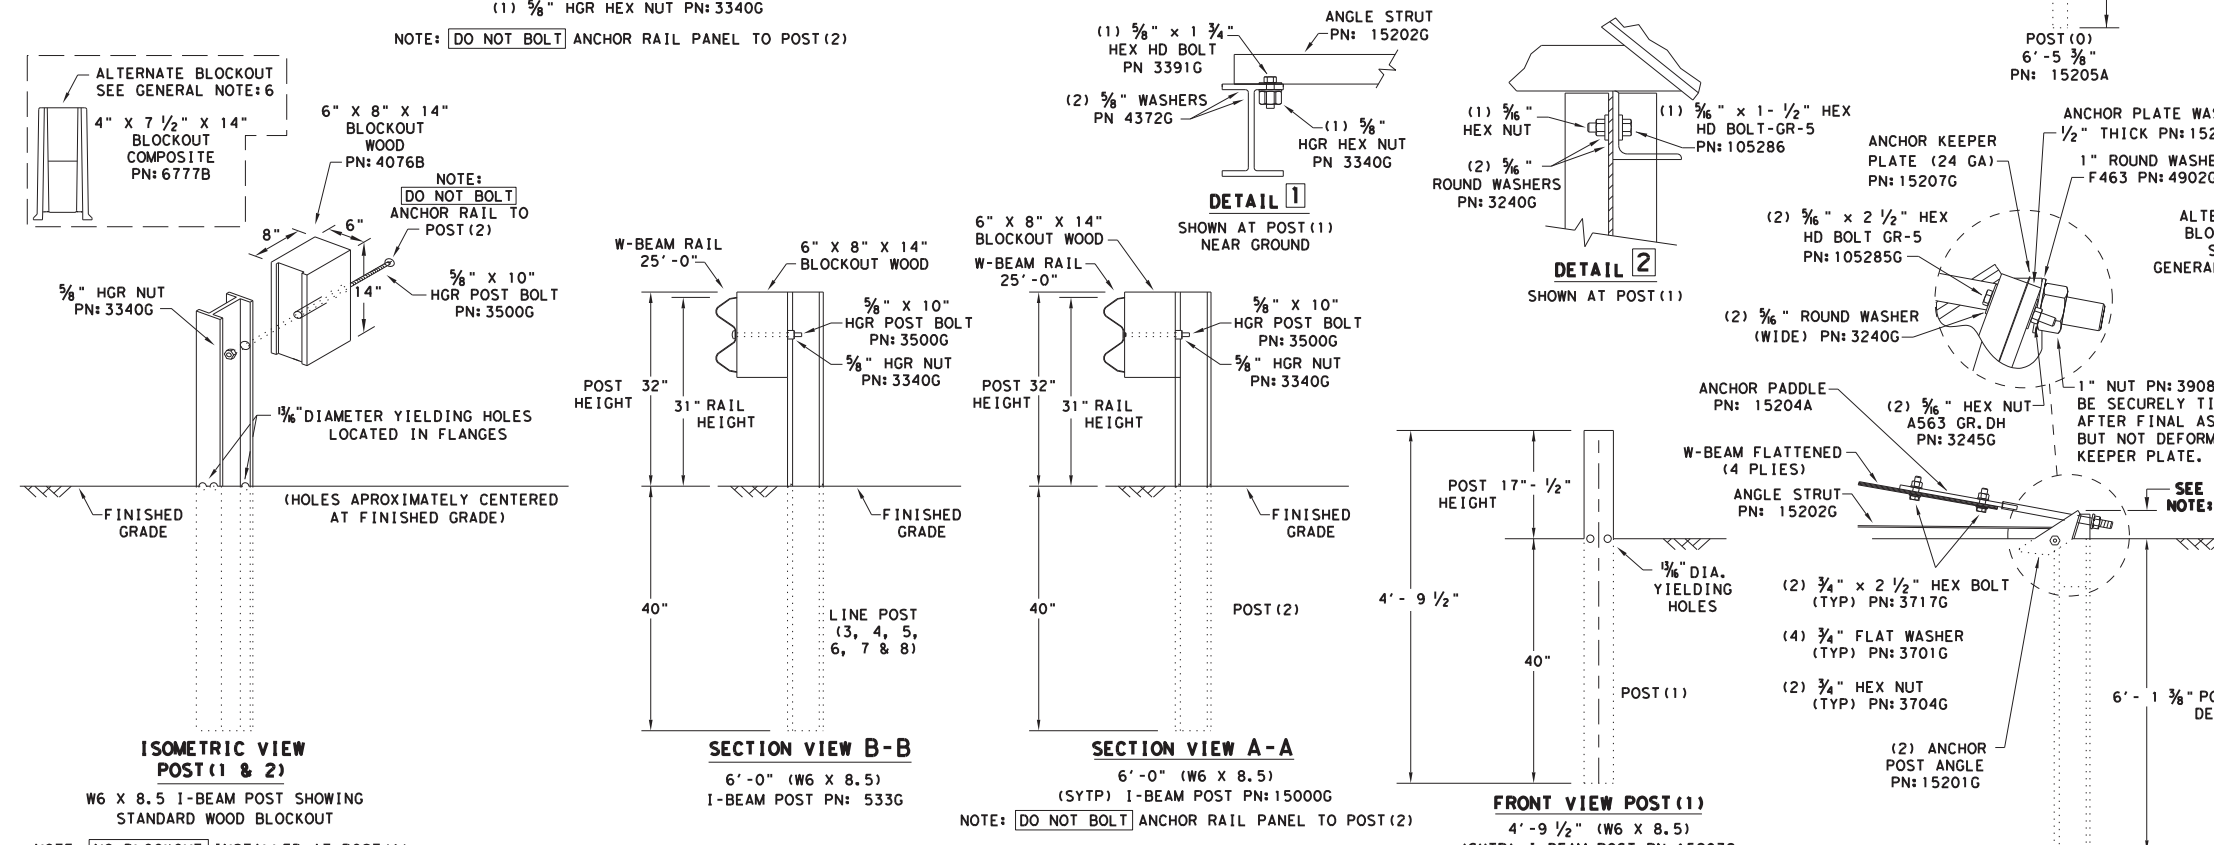 (1) ⅝" HGR HEX NUT PN:3340G
NOTE: DO NOT BOLT ANCHOR RAIL PANEL TO POST(2)
ALTERNATE BLOCKOUT
SEE GENERAL NOTE:6
4" X 7 ½" X 14"
BLOCKOUT
COMPOSITE
PN:6777B
6" X 8" X 14"
BLOCKOUT
WOOD
PN:4076B
NOTE:
DO NOT BOLT
ANCHOR RAIL TO
POST(2)
8"
6"
14"
⅝" X 10"
HGR POST BOLT
PN:3500G
⅝" HGR NUT
PN:3340G
13/16" DIAMETER YIELDING HOLES
LOCATED IN FLANGES
(HOLES APROXIMATELY CENTERED
AT FINISHED GRADE)
FINISHED
GRADE
ISOMETRIC VIEW
POST(1 & 2)
W6 X 8.5 I-BEAM POST SHOWING
STANDARD WOOD BLOCKOUT
W-BEAM RAIL
25'-0"
6" X 8" X 14"
BLOCKOUT WOOD
⅝" X 10"
HGR POST BOLT
PN:3500G
⅝" HGR NUT
PN:3340G
POST 32"
HEIGHT
31" RAIL
HEIGHT
FINISHED
GRADE
40"
LINE POST
(3, 4, 5,
6, 7 & 8)
SECTION VIEW B-B
6'-0" (W6 X 8.5)
I-BEAM POST PN: 533G
6" X 8" X 14"
BLOCKOUT WOOD
W-BEAM RAIL
25'-0"
⅝" X 10"
HGR POST BOLT
PN:3500G
⅝" HGR NUT
PN:3340G
POST 32"
HEIGHT
31" RAIL
HEIGHT
FINISHED
GRADE
40"
POST(2)
SECTION VIEW A-A
6'-0" (W6 X 8.5)
(SYTP) I-BEAM POST PN:15000G
NOTE: DO NOT BOLT ANCHOR RAIL PANEL TO POST(2)
(1) ⅝" x 1 ¾"
HEX HD BOLT
PN 3391G
ANGLE STRUT
PN: 15202G
(2) ⅝" WASHERS
PN 4372G
(1) ⅝"
HGR HEX NUT
PN 3340G
DETAIL 1
SHOWN AT POST(1)
NEAR GROUND
(1) 5/16"
HEX NUT
(1) 5/16" x 1- ½" HEX
HD BOLT-GR-5
PN:105286
(2) 5/16"
ROUND WASHERS
PN:3240G
DETAIL 2
SHOWN AT POST(1)
POST 17"-½"
HEIGHT
4'- 9 ½"
40"
13/16" DIA.
YIELDING
HOLES
POST(1)
FRONT VIEW POST(1)
4'-9 ½" (W6 X 8.5)
POST(0)
6'-5 ⅜"
PN: 15205A
ANCHOR PLATE
½" THICK
ANCHOR KEEPER
PLATE (24 GA)
PN:15207G
1" ROUND
F463 PN:4902G
(2) 5/16" x 2 ½" HEX
HD BOLT GR-5
PN:105285G
(2) 5/16" ROUND WASHER
(WIDE) PN:3240G
(2) 5/16" HEX NUT
A563 GR.DH
PN:3245G
1" NUT PN:3908
BE SECURELY
AFTER FINAL
BUT NOT
KEEPER PLATE.
ANCHOR PADDLE
PN: 15204A
W-BEAM FLATTENED
(4 PLIES)
ANGLE STRUT
PN: 15202G
SEE
NOTE:
(2) ¾" x 2 ½" HEX BOLT
(TYP) PN:3717G
(4) ¾" FLAT WASHER
(TYP) PN:3701G
(2) ¾" HEX NUT
(TYP) PN:3704G
6'- 1 ⅜"
(2) ANCHOR
POST ANGLE
PN:15201G